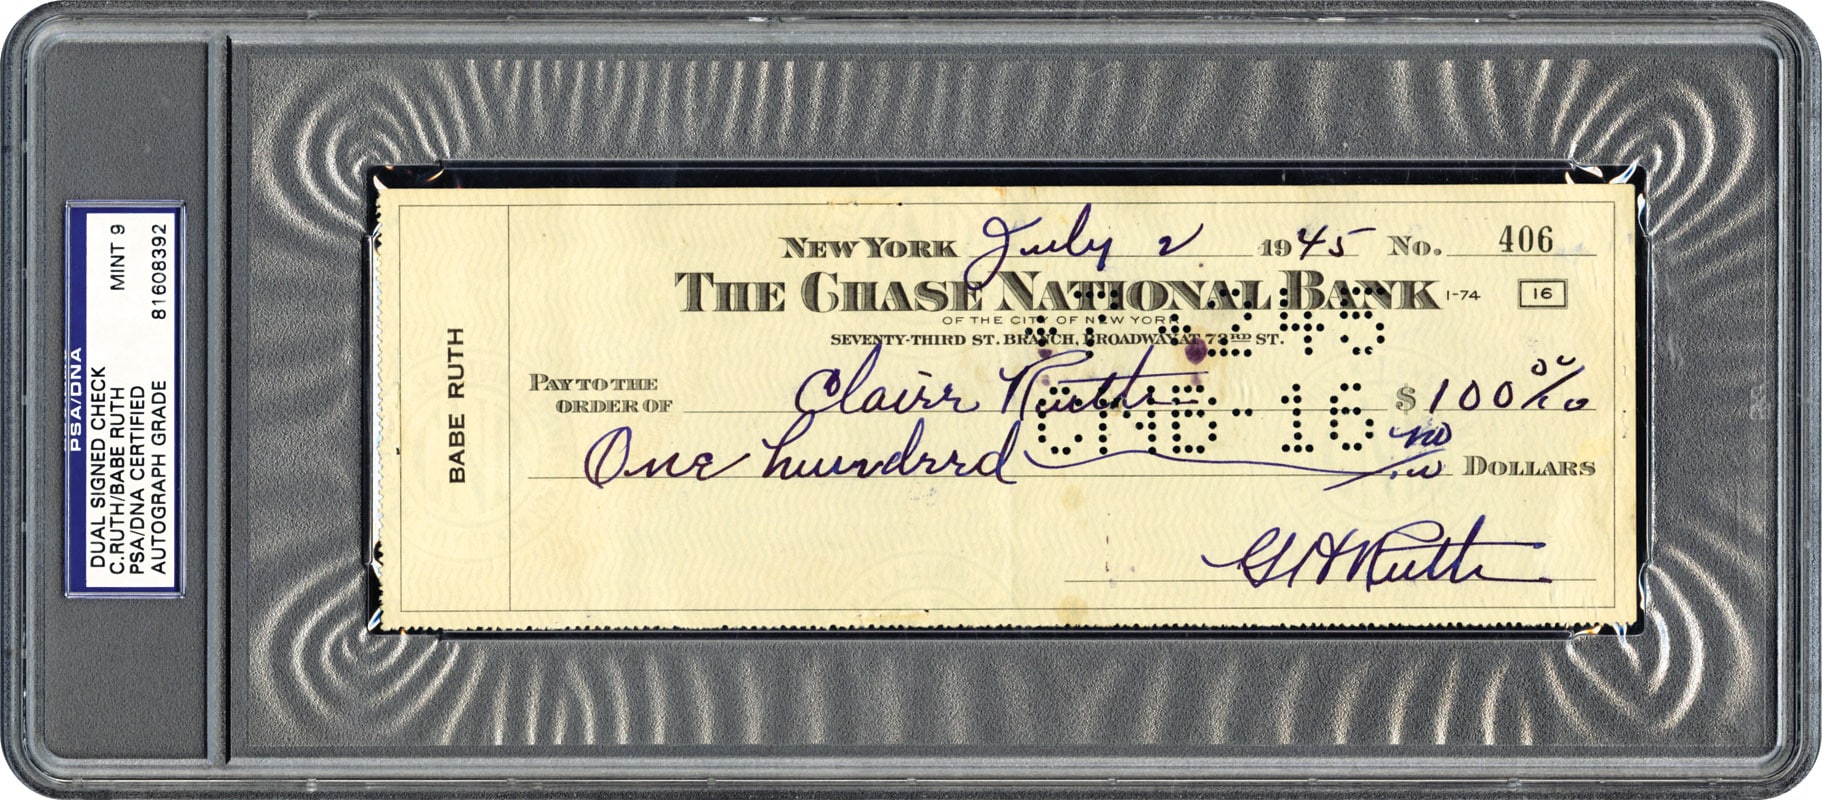 PSA/DNA
DUAL SIGNED CHECK
C.RUTH/BABE RUTH
PSA/DNA CERTIFIED
AUTOGRAPH GRADE
MINT 9
81608392
BABE RUTH
NEW YORK July 2 1945 No. 406
THE CHASE NATIONAL BANK 1-74 16
OF THE CITY OF NEW YORK
SEVENTY-THIRD ST. BRANCH, BROADWAY AT 73RD ST.
PAY TO THE
ORDER OF Claire Ruth $ 100 00/100
One hundred no/100 DOLLARS
CMB-16
G H Ruth